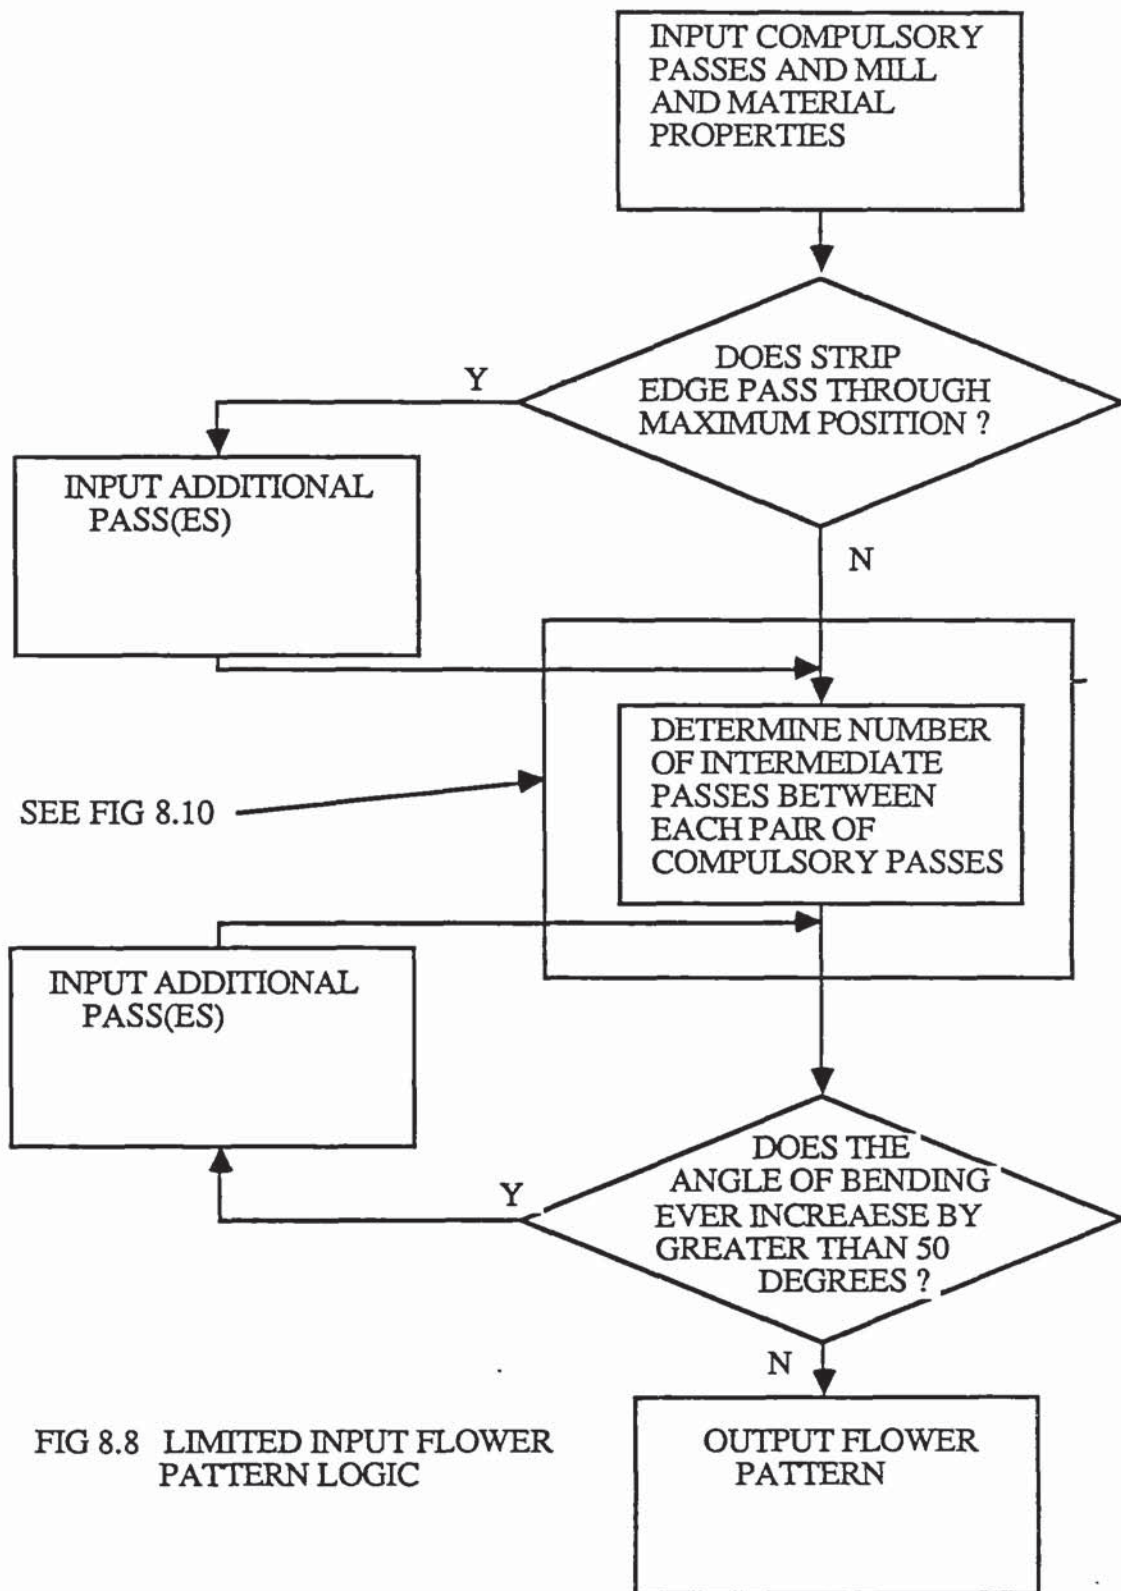 INPUT COMPULSORY
PASSES AND MILL
AND MATERIAL
PROPERTIES
DOES STRIP
EDGE PASS THROUGH
MAXIMUM POSITION ?
Y
N
INPUT ADDITIONAL
PASS(ES)
DETERMINE NUMBER
OF INTERMEDIATE
PASSES BETWEEN
EACH PAIR OF
COMPULSORY PASSES
SEE FIG 8.10
INPUT ADDITIONAL
PASS(ES)
DOES THE
ANGLE OF BENDING
EVER INCREAESE BY
GREATER THAN 50
DEGREES ?
Y
N
OUTPUT FLOWER
PATTERN
FIG 8.8 LIMITED INPUT FLOWER
PATTERN LOGIC